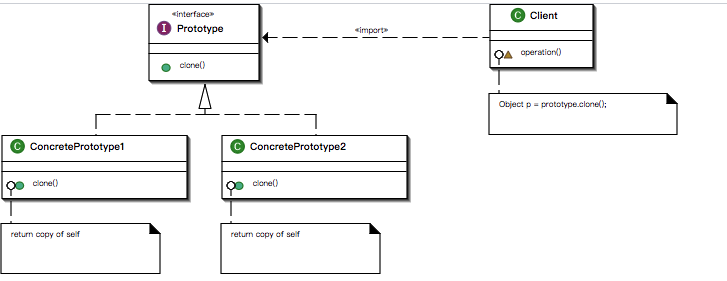 «interface»
I Prototype
clone()
«import»
C Client
operation()
Object p = prototype.clone();
C ConcretePrototype1
clone()
return copy of self
C ConcretePrototype2
clone()
return copy of self